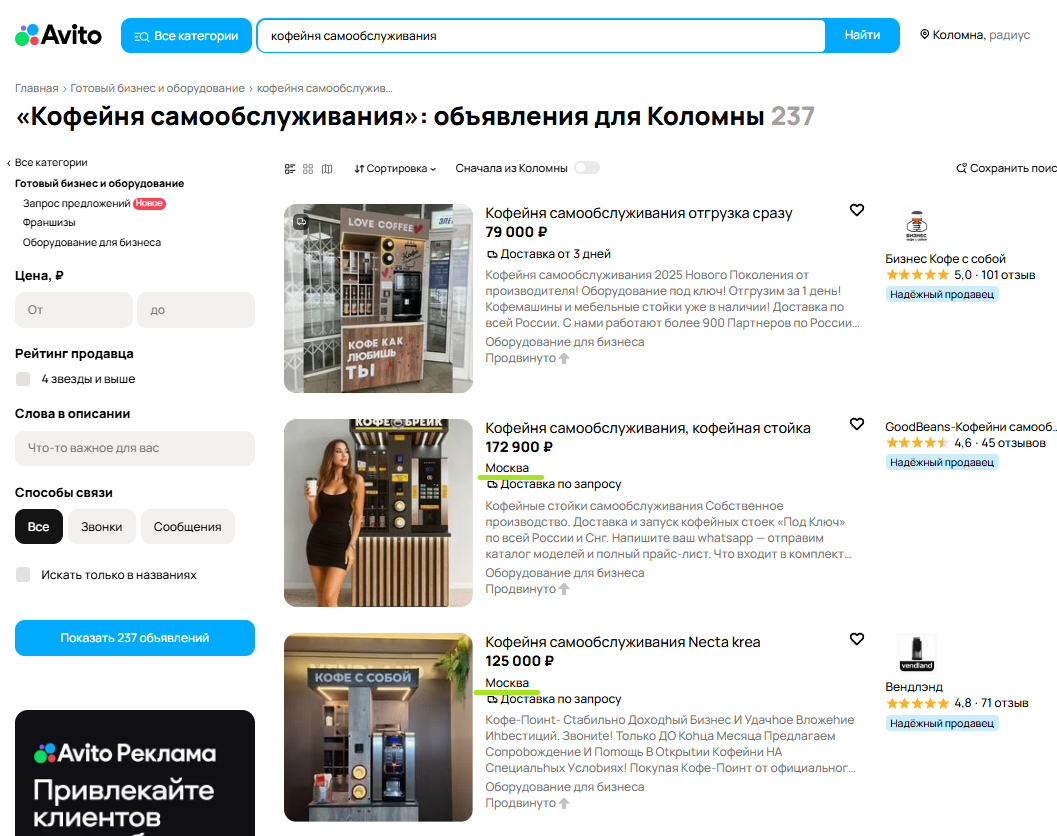 Avito
Все категории
кофейня самообслуживания
Найти
Коломна, радиус
Главная › Готовый бизнес и оборудование › кофейня самообслужив...
«Кофейня самообслуживания»: объявления для Коломны 237
‹ Все категории
Готовый бизнес и оборудование
Запрос предложений Новое
Франшизы
Оборудование для бизнеса
Цена, ₽
От
до
Рейтинг продавца
4 звезды и выше
Слова в описании
Что-то важное для вас
Способы связи
Все
Звонки
Сообщения
Искать только в названиях
Показать 237 объявлений
Avito Реклама
Привлекайте
клиентов
Сортировка
Сначала из Коломны
Сохранить поис
LOVE COFFEE
Кофе
КОФЕ КАК
ЛЮБИШЬ
ТЫ
Кофейня самообслуживания отгрузка сразу
79 000 ₽
Доставка от 3 дней
Кофейня самообслуживания 2025 Нового Поколения от
производителя! Оборудование под ключ! Отгрузим за 1 день!
Кофемашины и мебельные стойки уже в наличии! Доставка по
всей России. С нами работают более 900 Партнеров по России...
Оборудование для бизнеса
Продвинуто
БИЗНЕС
Бизнес Кофе с собой
5,0 · 101 отзыв
Надёжный продавец
КОФЕ БРЕЙК
Кофейня самообслуживания, кофейная стойка
172 900 ₽
Москва
Доставка по запросу
Кофейные стойки самообслуживания Собственное
производство. Доставка и запуск кофейных стоек «Под Ключ»
по всей России и Снг. Напишите ваш whatsapp — отправим
каталог моделей и полный прайс-лист. Что входит в комплект...
Оборудование для бизнеса
Продвинуто
GoodBeans-Кофейни самооб..
4,6 · 45 отзывов
Надёжный продавец
VENDLAND
КОФЕ С СОБОЙ
Кофейня самообслуживания Necta krea
125 000 ₽
Москва
Доставка по запросу
Кофе-Поинt- Стабильно Доходный Бизнес И Удачное Вложение
Инвестиций. Звоните! Только ДО Конца Месяца Предлагаем
Сопровождение И Помощь В Открытии Кофейни НА
Специальных Условиях! Покупая Кофе-Поинт от официальног...
Оборудование для бизнеса
Продвинуто
vendland
Вендлэнд
4,8 · 71 отзыв
Надёжный продавец